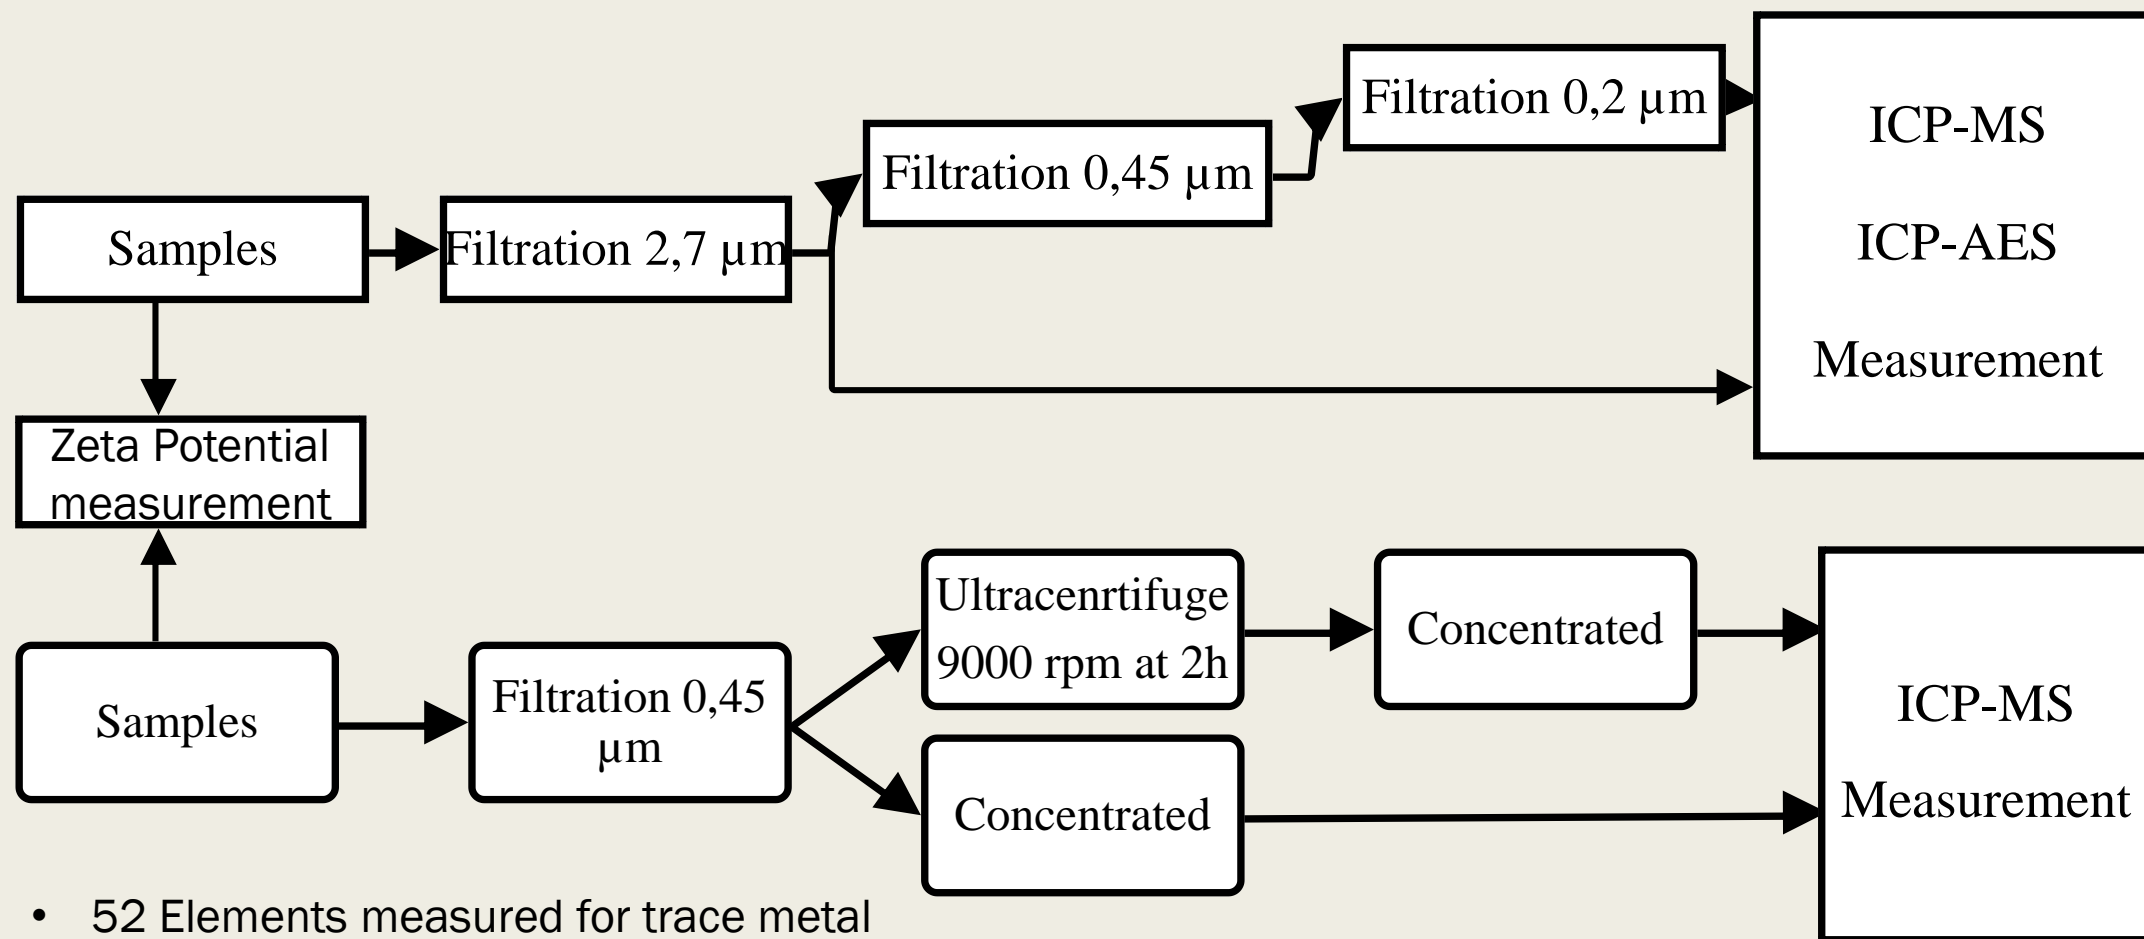 Filtration 0,2 µm
ICP-MS
ICP-AES
Measurement
Filtration 0,45 µm
Samples
Filtration 2,7 µm
Zeta Potential
measurement
Ultracenrtifuge
9000 rpm at 2h
Concentrated
ICP-MS
Measurement
Samples
Filtration 0,45
µm
Concentrated
• 52 Elements measured for trace metal